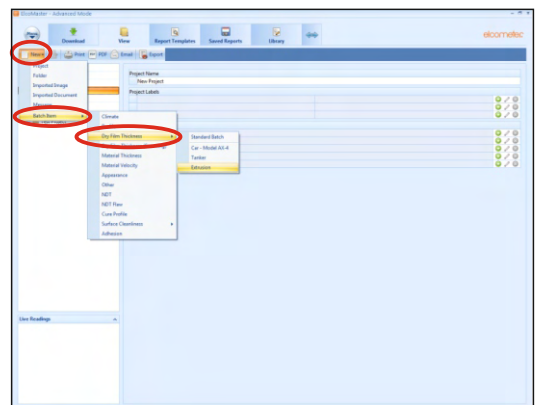 ElcoMaster - Advanced Mode
Download
View
Report Templates
Saved Reports
Library
elcometer
New
Print
PDF
Email
Export
Project
Folder
Imported Image
Imported Document
Batch Item
Climate
Dry Film Thickness
Material Thickness
Material Velocity
Appearance
Other
NDT
NDT Flaw
Cure Profile
Surface Cleanliness
Adhesion
Standard Batch
Car - Model AX-4
Tanker
Extrusion
Project Name
New Project
Project Labels
Live Readings